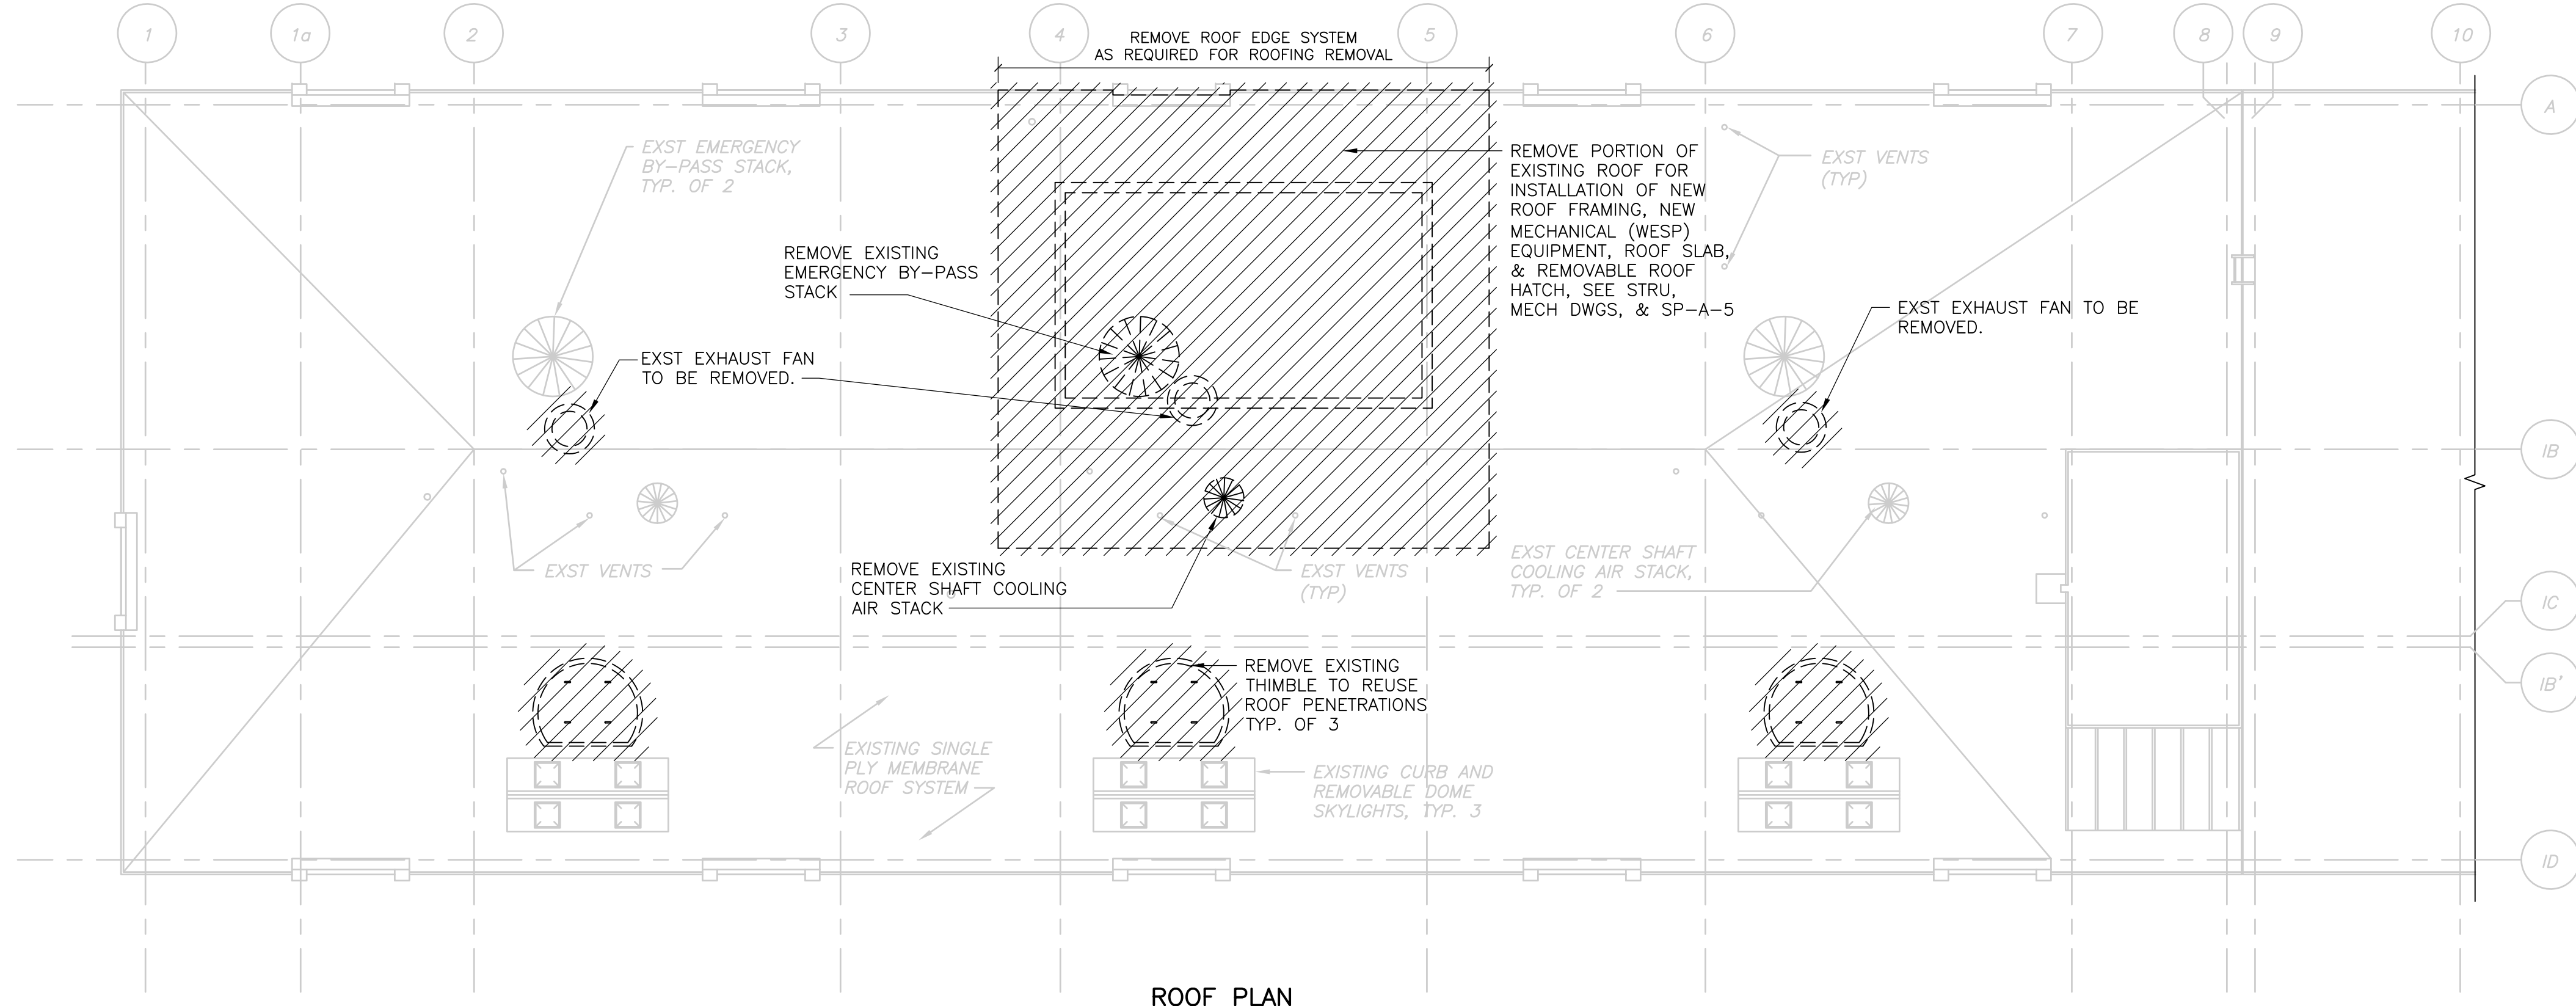 1
1a
2
3
4
5
6
7
8
9
10
REMOVE ROOF EDGE SYSTEM
AS REQUIRED FOR ROOFING REMOVAL
A
EXST EMERGENCY
BY-PASS STACK,
TYP. OF 2
REMOVE PORTION OF
EXISTING ROOF FOR
INSTALLATION OF NEW
ROOF FRAMING, NEW
MECHANICAL (WESP)
EQUIPMENT, ROOF SLAB,
& REMOVABLE ROOF
HATCH, SEE STRU,
MECH DWGS, & SP-A-5
EXST VENTS
(TYP)
REMOVE EXISTING
EMERGENCY BY-PASS
STACK
EXST EXHAUST FAN TO BE
REMOVED.
EXST EXHAUST FAN
TO BE REMOVED.
IB
EXST VENTS
REMOVE EXISTING
CENTER SHAFT COOLING
AIR STACK
EXST VENTS
(TYP)
EXST CENTER SHAFT
COOLING AIR STACK,
TYP. OF 2
IC
REMOVE EXISTING
THIMBLE TO REUSE
ROOF PENETRATIONS
TYP. OF 3
IB'
EXISTING SINGLE
PLY MEMBRANE
ROOF SYSTEM
EXISTING CURB AND
REMOVABLE DOME
SKYLIGHTS, TYP. 3
ID
ROOF PLAN